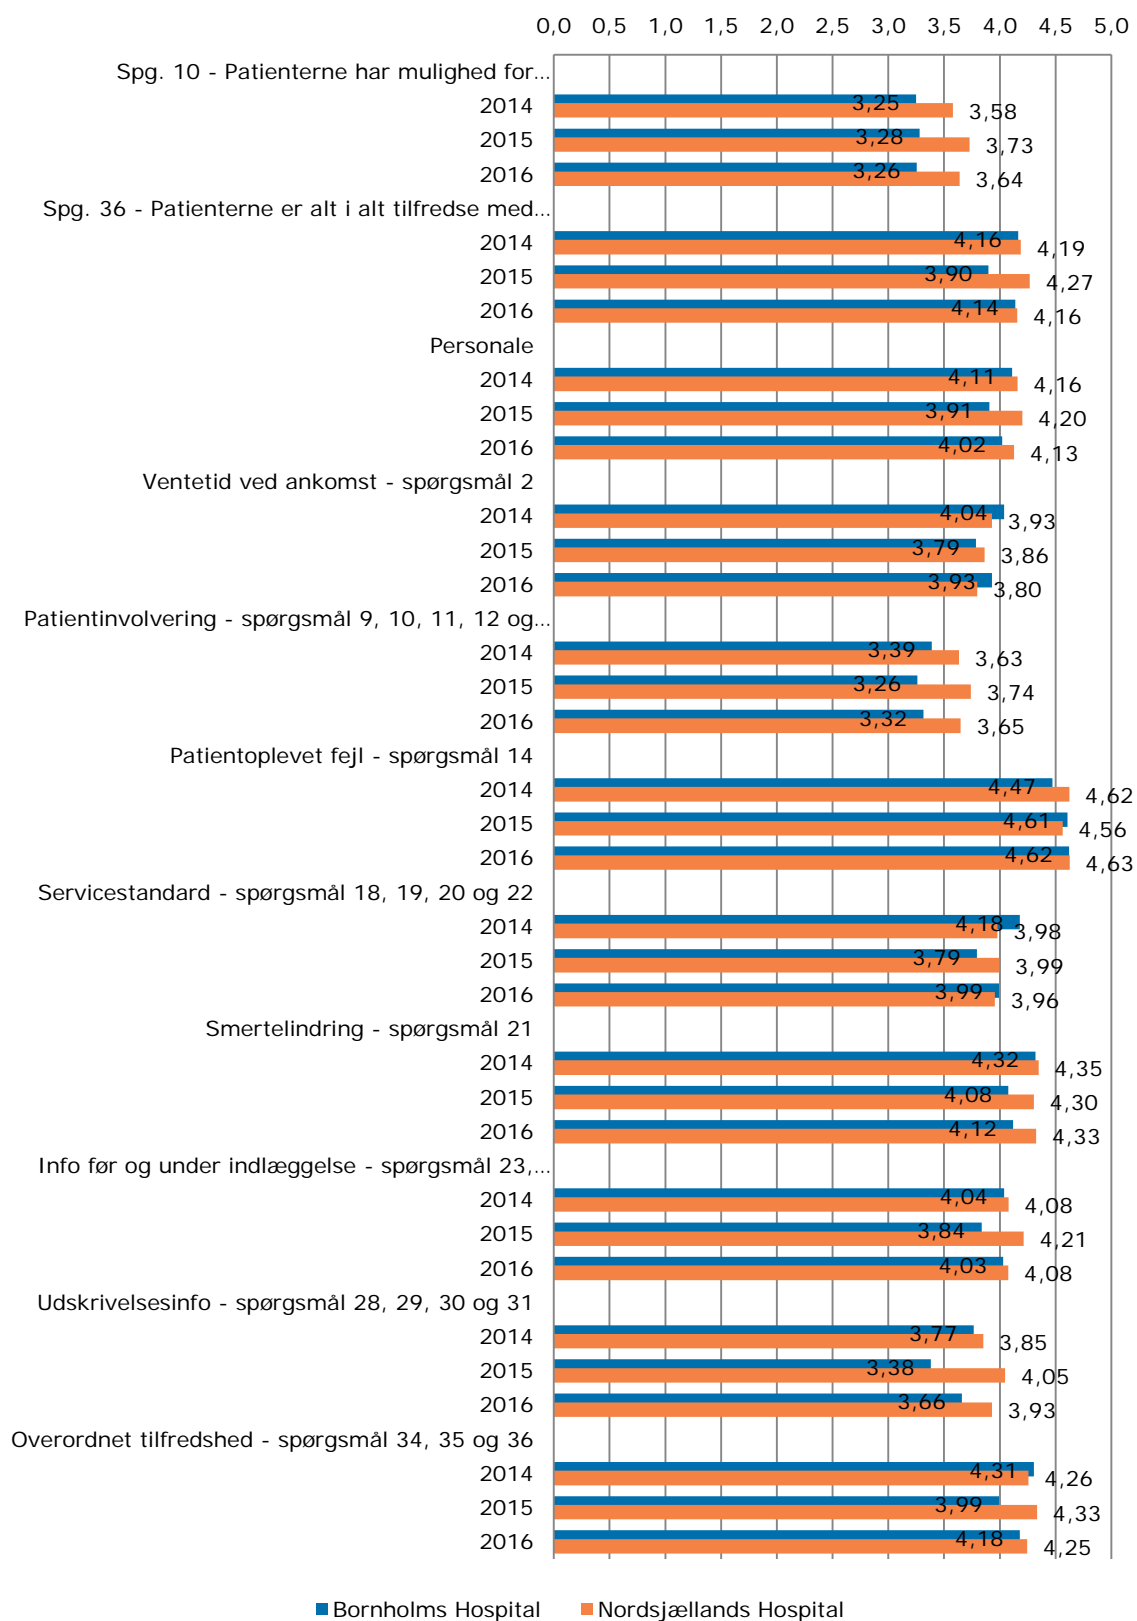 0,0 0,5 1,0 1,5 2,0 2,5 3,0 3,5 4,0 4,5 5,0
Spg. 10 - Patienterne har mulighed for...
2014 3,25 3,58
2015 3,28 3,73
2016 3,26 3,64
Spg. 36 - Patienterne er alt i alt tilfredse med...
2014 4,16 4,19
2015 3,90 4,27
2016 4,14 4,16
Personale
2014 4,11 4,16
2015 3,91 4,20
2016 4,02 4,13
Ventetid ved ankomst - spørgsmål 2
2014 4,04 3,93
2015 3,79 3,86
2016 3,93 3,80
Patientinvolvering - spørgsmål 9, 10, 11, 12 og...
2014 3,39 3,63
2015 3,26 3,74
2016 3,32 3,65
Patientoplevet fejl - spørgsmål 14
2014 4,47 4,62
2015 4,61 4,56
2016 4,62 4,63
Servicestandard - spørgsmål 18, 19, 20 og 22
2014 4,18 3,98
2015 3,79 3,99
2016 3,99 3,96
Smertelindring - spørgsmål 21
2014 4,32 4,35
2015 4,08 4,30
2016 4,12 4,33
Info før og under indlæggelse - spørgsmål 23,...
2014 4,04 4,08
2015 3,84 4,21
2016 4,03 4,08
Udskrivelsesinfo - spørgsmål 28, 29, 30 og 31
2014 3,77 3,85
2015 3,38 4,05
2016 3,66 3,93
Overordnet tilfredshed - spørgsmål 34, 35 og 36
2014 4,31 4,26
2015 3,99 4,33
2016 4,18 4,25
Bornholms Hospital Nordsjællands Hospital